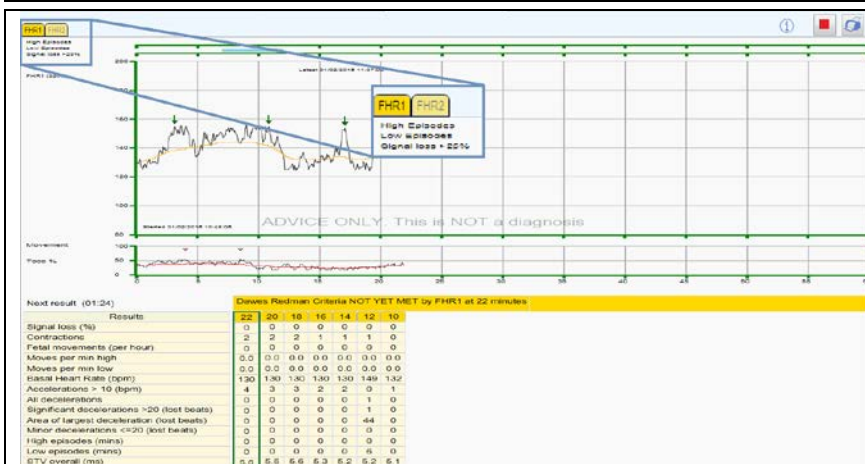 FHR1 FHR2
High Episodes
Low Episodes
Signal loss
200
160
140
120
100
ADVICE ONLY. This is NOT a diagnosis
FHR1 FHR2
High Episodes
Low Episodes
Signal loss
Movement
100
50
0
0 5 10 15 20 25 30 35 40 45 50 55
Next result (01:24)
Dawes Redman Criteria NOT YET MET by FHR1 at 22 minutes
Results 22 20 18 16 14 12 10
Signal loss (%) 0 0 0 0 0 0 0
Contractions 2 2 2 1 1 1 0
Fetal movements (per hour) 0 0 0 0 0 0 0
Moves per min high 0.0 0.0 0.0 0.0 0.0 0.0 0.0
Moves per min low 0.0 0.0 0.0 0.0 0.0 0.0 0.0
Basal Heart Rate (bpm) 130 130 130 130 130 149 132
Accelerations > 10 (bpm) 4 3 3 2 2 0 1
All decelerations 0 0 0 0 0 1 0
Significant decelerations >20 (lost beats) 0 0 0 0 0 1 0
Area of largest deceleration (lost beats) 0 0 0 0 0 44 0
Minor decelerations <=20 (lost beats) 0 0 0 0 0 0 0
High episodes (mins) 0 0 0 0 0 0 0
Low episodes (mins) 0 0 0 0 0 6 0
STV overall (ms) 5.6 5.6 5.3 5.2 5.2 5.1